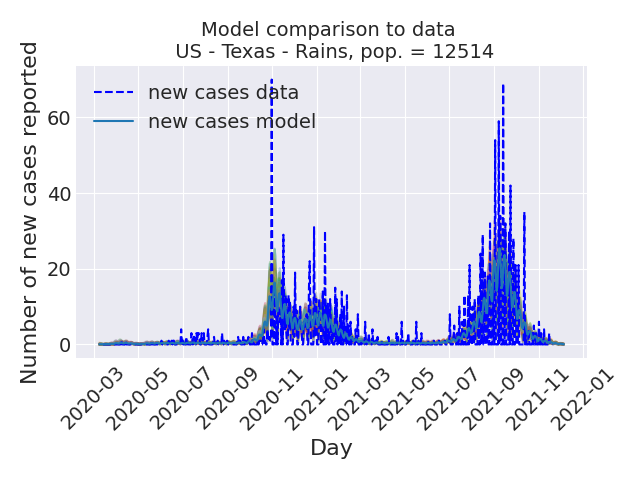 Model comparison to data
US - Texas - Rains, pop. = 12514
Number of new cases reported
60
40
20
0
new cases data
new cases model
2020-03
2020-05
2020-07
2020-09
2020-11
2021-01
2021-03
2021-05
2021-07
2021-09
2021-11
2022-01
Day